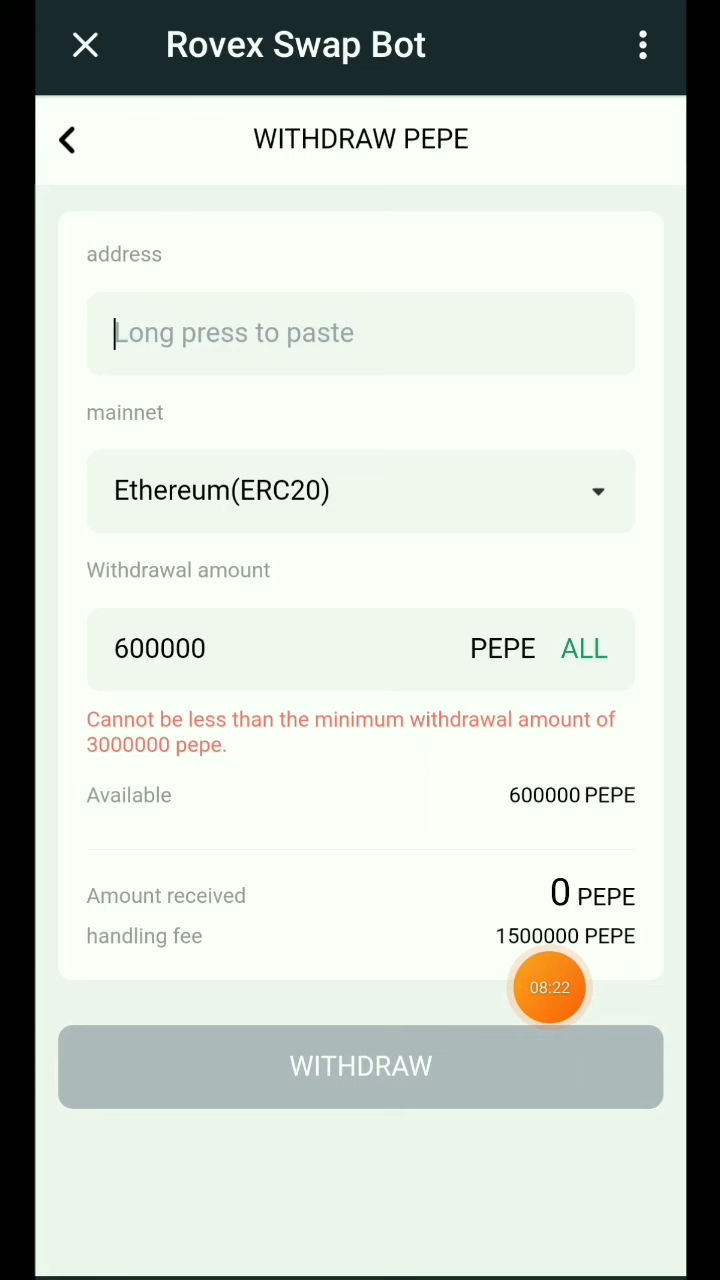 Rovex Swap Bot
WITHDRAW PEPE
address
Long press to paste
mainnet
Ethereum(ERC20)
Withdrawal amount
600000 PEPE ALL
Cannot be less than the minimum withdrawal amount of
3000000 pepe.
Available 600000 PEPE
Amount received 0 PEPE
handling fee 1500000 PEPE
08:22
WITHDRAW